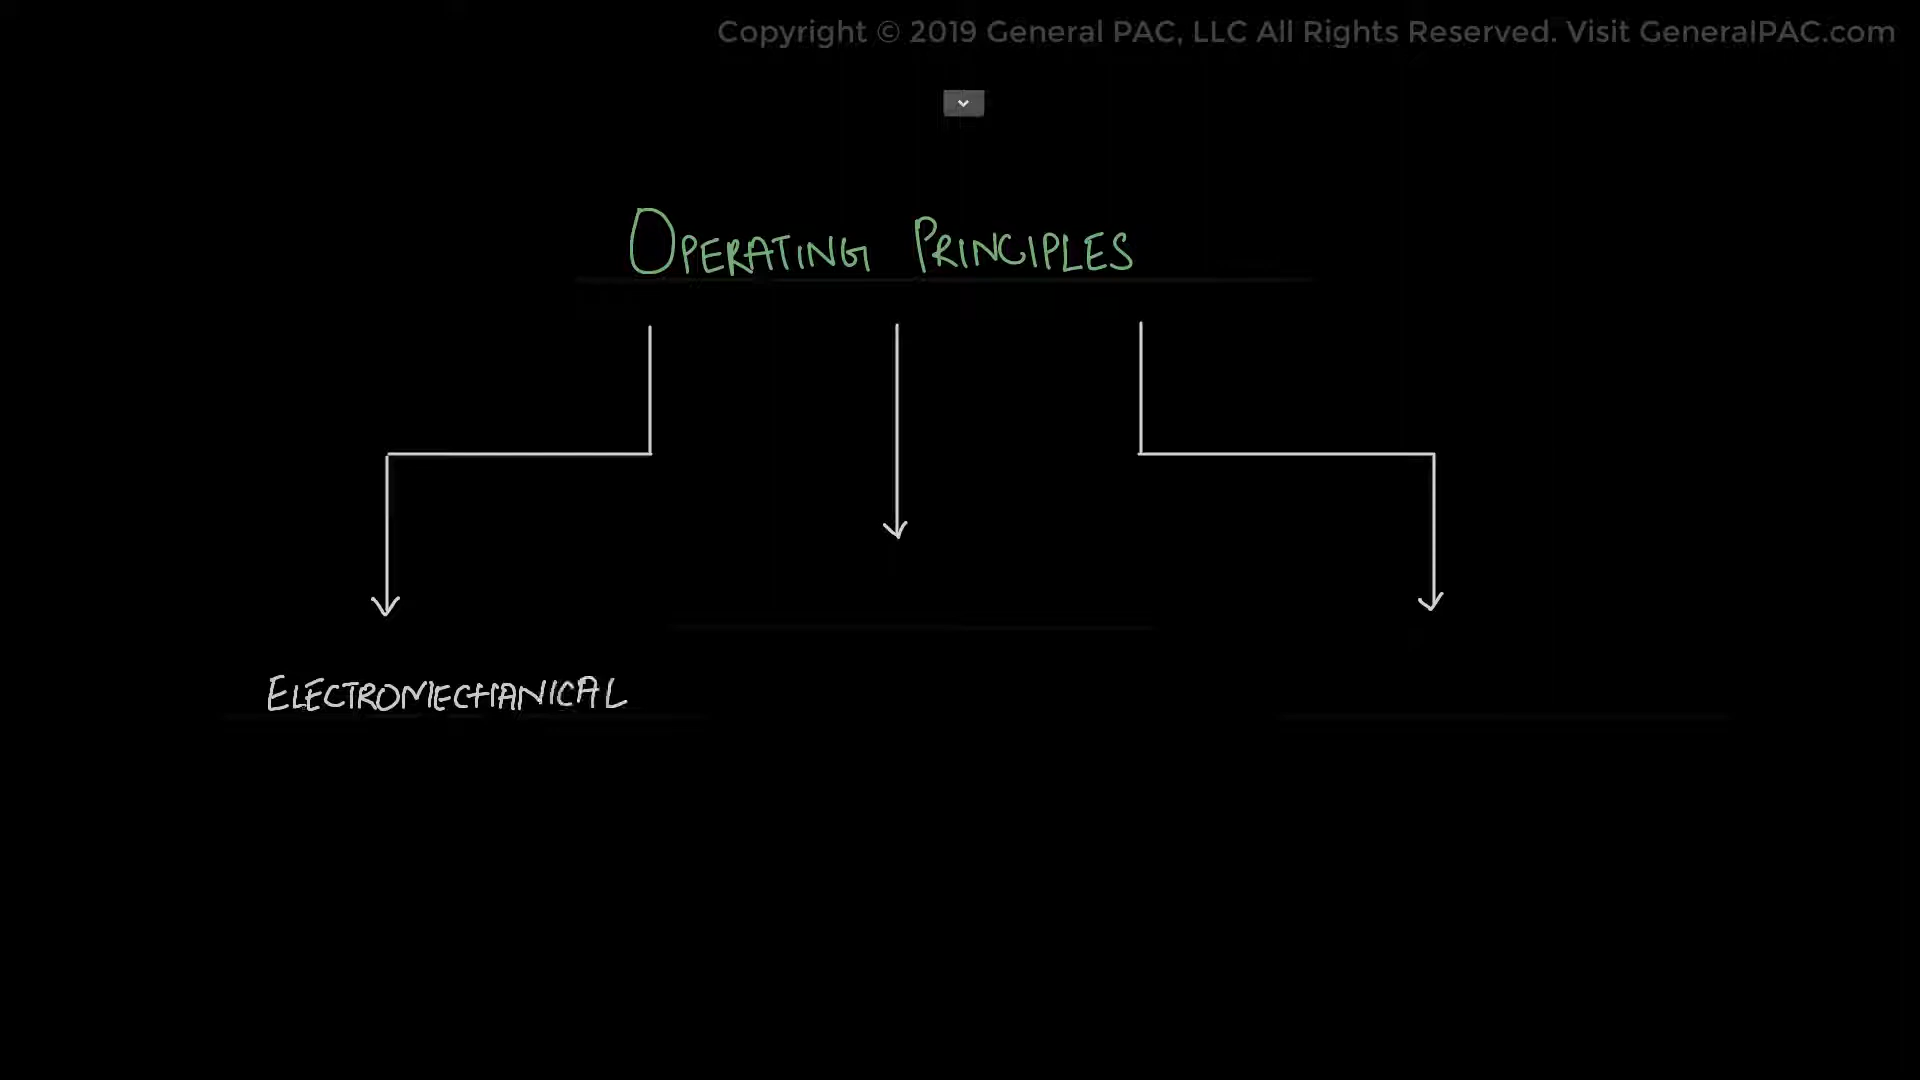 Copyright © 2019 General PAC, LLC All Rights Reserved. Visit GeneralPAC.com
OPERATING PRINCIPLES
ELECTROMECHANICAL